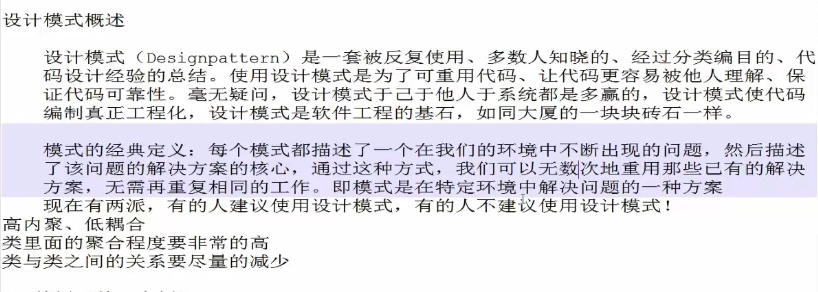 设计模式概述
设计模式（Designpattern）是一套被反复使用、多数人知晓的、经过分类编目的、代
码设计经验的总结。使用设计模式是为了可重用代码、让代码更容易被他人理解、保
证代码可靠性。毫无疑问，设计模式于己于他人于系统都是多赢的，设计模式使代码
编制真正工程化，设计模式是软件工程的基石，如同大厦的一块块砖石一样。
模式的经典定义：每个模式都描述了一个在我们的环境中不断出现的问题，然后描述
了该问题的解决方案的核心，通过这种方式，我们可以无数次地重用那些已有的解决
方案，无需再重复相同的工作。即模式是在特定环境中解决问题的一种方案
现在有两派，有的人建议使用设计模式，有的人不建议使用设计模式！
高内聚、低耦合
类里面的聚合程度要非常的高
类与类之间的关系要尽量的减少